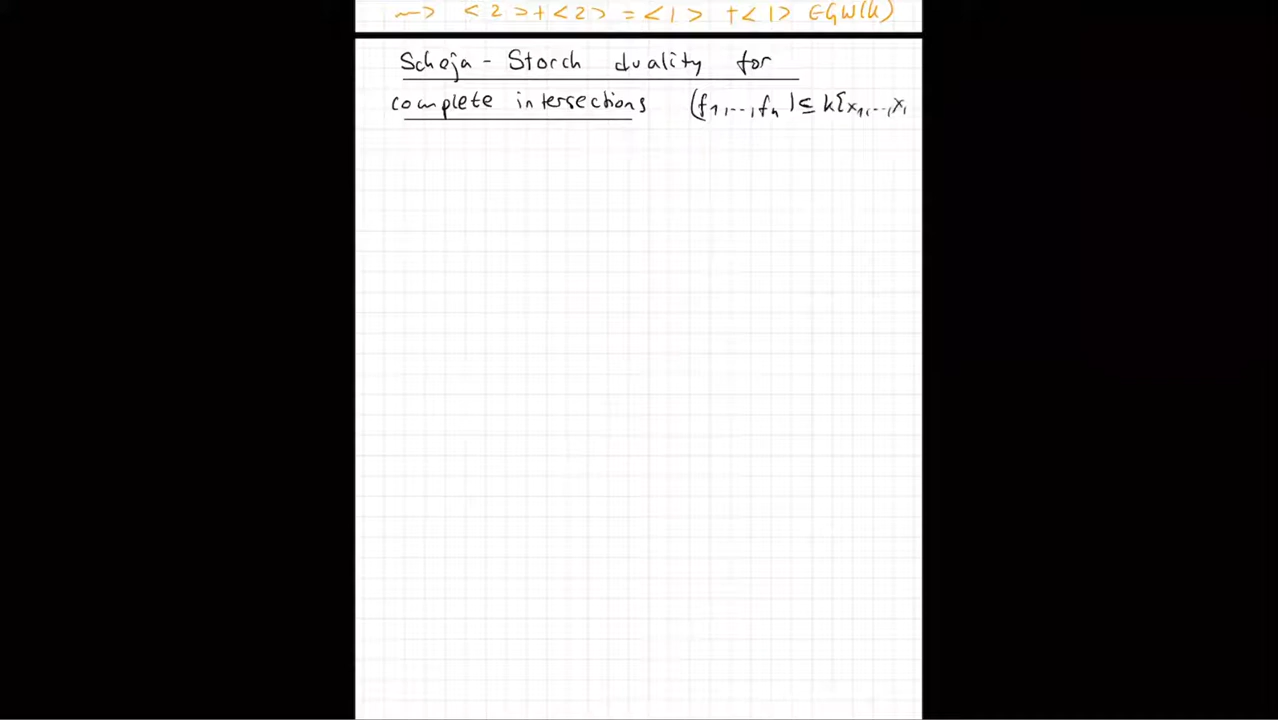 ~> <2>+<2> = <1> +<1> ∈GW(k)
Scheja - Storch duality for
complete intersections (f₁,..,fₙ) ⊆ k[x₁,..,x